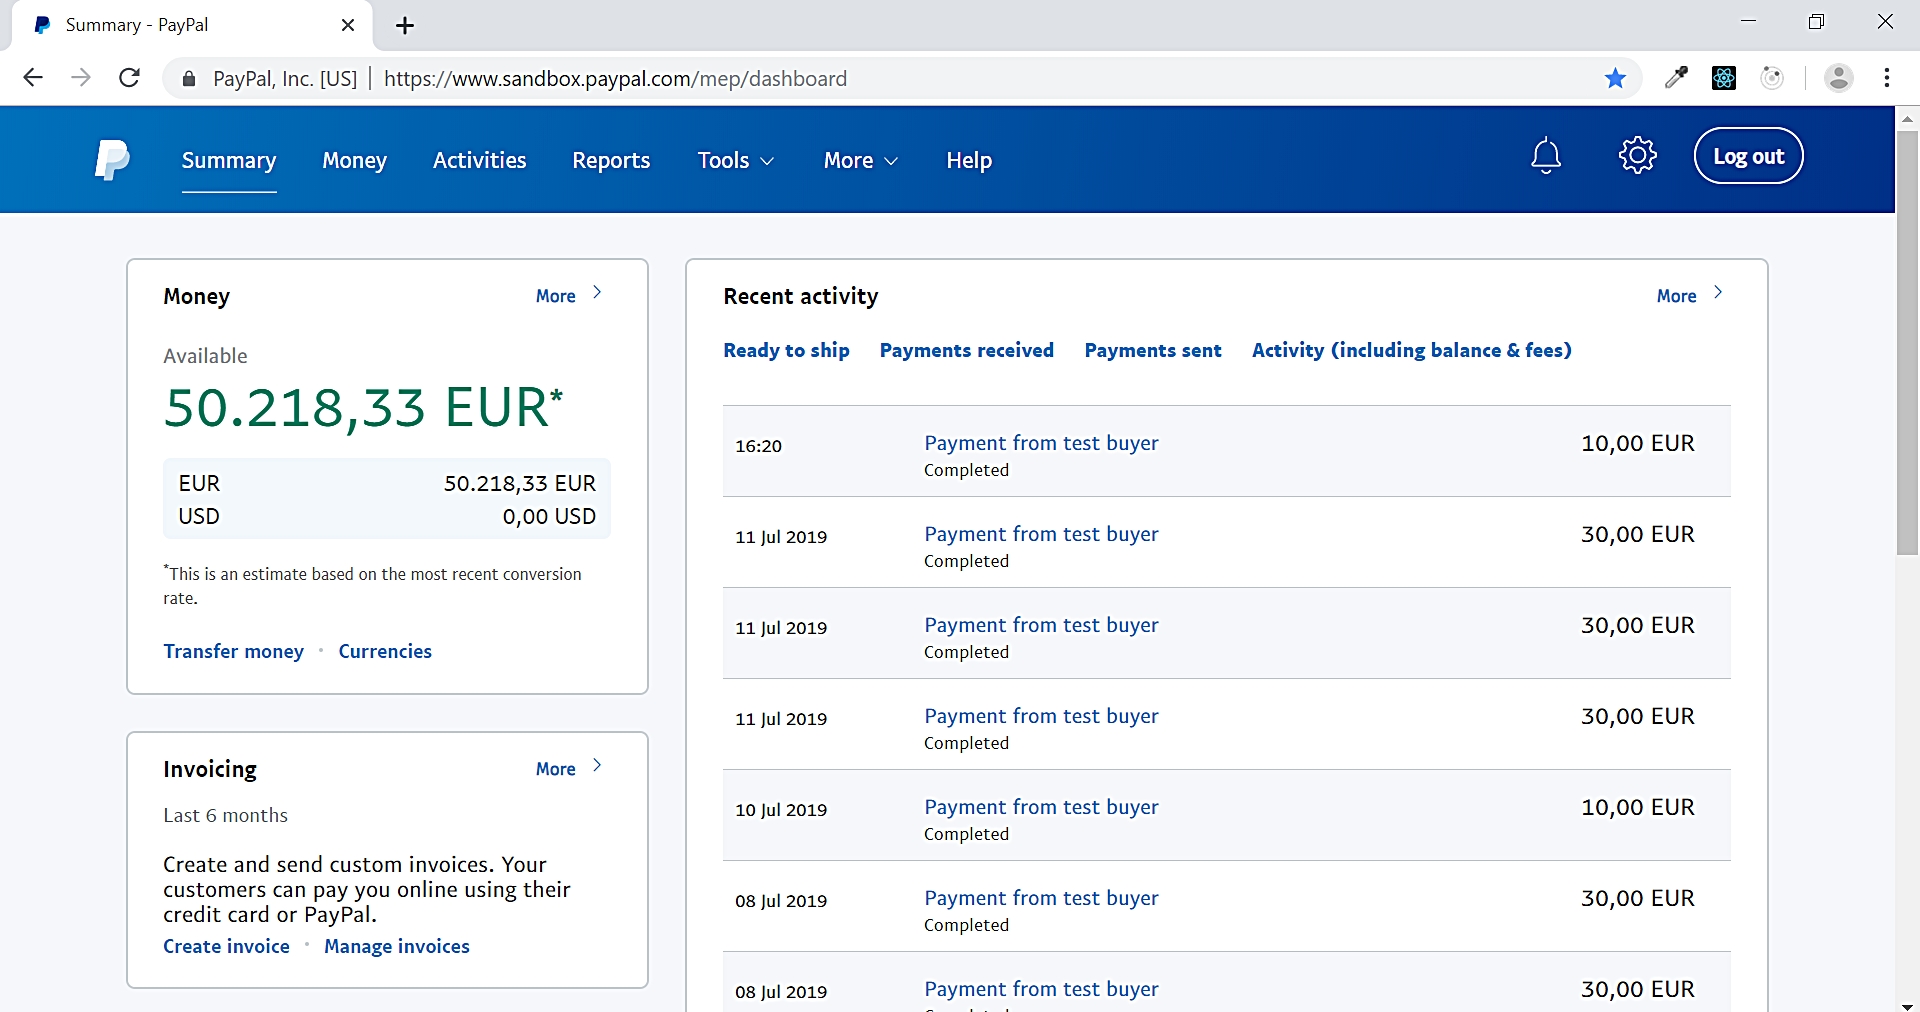 Summary - PayPal
PayPal, Inc. [US] | https://www.sandbox.paypal.com/mep/dashboard
Summary Money Activities Reports Tools More Help Log out
Money More
Available
50.218,33 EUR*
EUR 50.218,33 EUR
USD 0,00 USD
*This is an estimate based on the most recent conversion
rate.
Transfer money • Currencies
Invoicing More
Last 6 months
Create and send custom invoices. Your
customers can pay you online using their
credit card or PayPal.
Create invoice • Manage invoices
Recent activity More
Ready to ship Payments received Payments sent Activity (including balance & fees)
16:20 Payment from test buyer 10,00 EUR
Completed
11 Jul 2019 Payment from test buyer 30,00 EUR
Completed
11 Jul 2019 Payment from test buyer 30,00 EUR
Completed
11 Jul 2019 Payment from test buyer 30,00 EUR
Completed
10 Jul 2019 Payment from test buyer 10,00 EUR
Completed
08 Jul 2019 Payment from test buyer 30,00 EUR
Completed
08 Jul 2019 Payment from test buyer 30,00 EUR